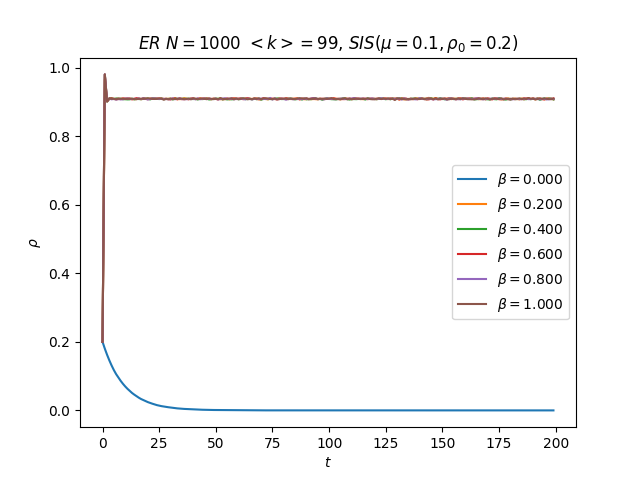 ER N = 1000 < k > = 99, SIS(μ = 0.1, ρ₀ = 0.2)
1.0
0.8
0.6
0.4
0.2
0.0
ρ
β = 0.000
β = 0.200
β = 0.400
β = 0.600
β = 0.800
β = 1.000
0 25 50 75 100 125 150 175 200
t